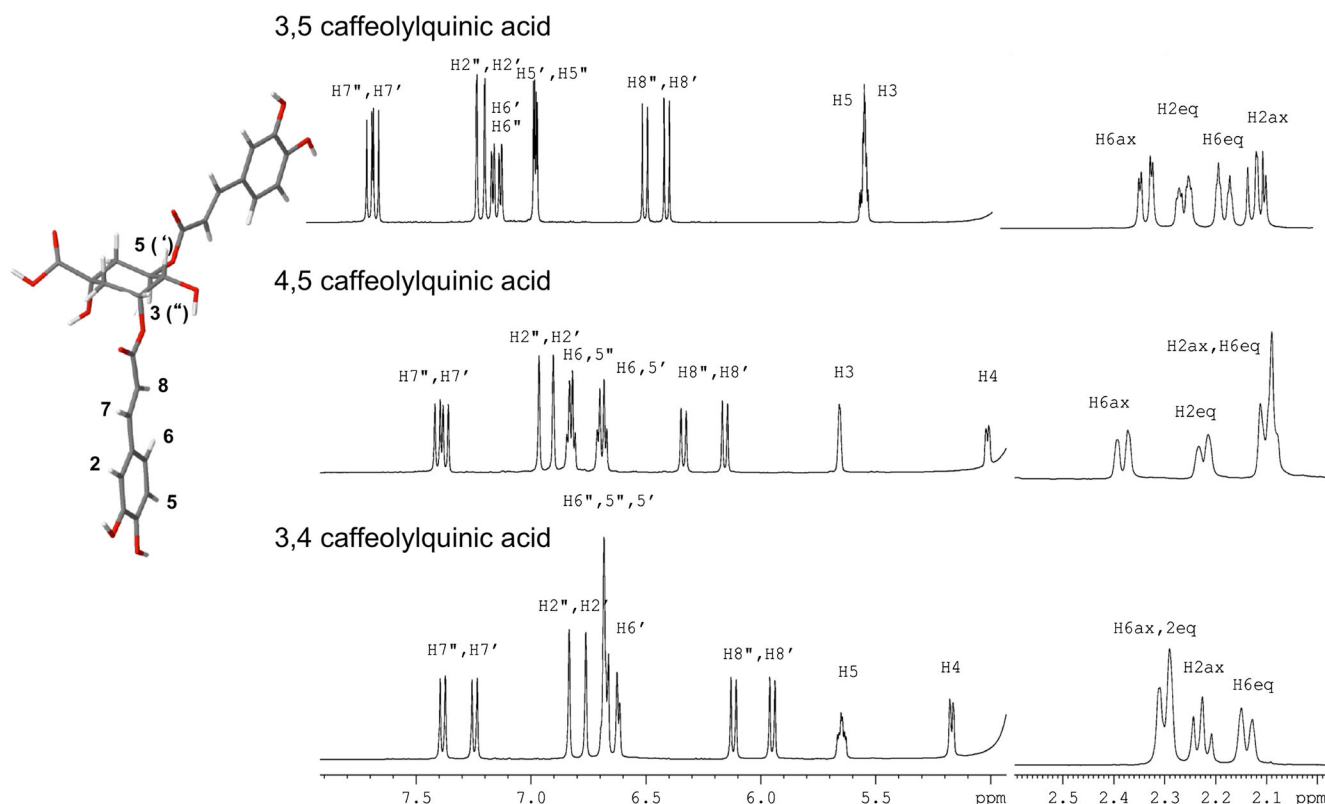 3,5 caffeolylquinic acid
H7",H7'
H2",H2'
H6'
H6"
H5',H5"
H8",H8'
H5
H3
H6ax
H2eq
H6eq
H2ax
5 (‘)
3 (“)
8
7
6
2
5
4,5 caffeolylquinic acid
H7",H7'
H2",H2'
H6,5"
H6,5'
H8",H8'
H3
H4
H6ax
H2eq
H2ax,H6eq
3,4 caffeolylquinic acid
H7",H7'
H2",H2'
H6",5",5'
H6'
H8",H8'
H5
H4
H6ax,2eq
H2ax
H6eq
7.5 7.0 6.5 6.0 5.5 ppm
2.5 2.4 2.3 2.2 2.1 ppm